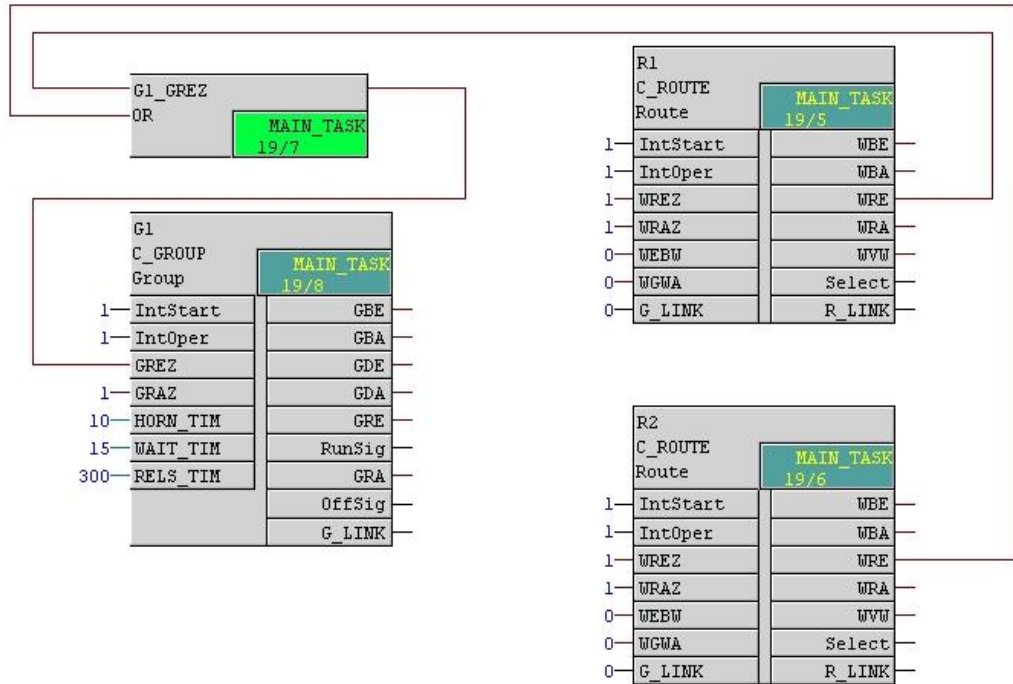 G1_GREZ
OR
MAIN_TASK
19/7
G1
C_GROUP
Group
MAIN_TASK
19/8
1 IntStart GBE
1 IntOper GBA
GREZ GDE
1 GRAZ GDA
10 HORN_TIM GRE
15 WAIT_TIM RunSig
300 RELS_TIM GRA
OffSig
G_LINK
R1
C_ROUTE
Route
MAIN_TASK
19/5
1 IntStart WBE
1 IntOper WBA
1 WREZ WRE
1 WRAZ WRA
0 WEBW WVW
0 WGWA Select
0 G_LINK R_LINK
R2
C_ROUTE
Route
MAIN_TASK
19/6
1 IntStart WBE
1 IntOper WBA
1 WREZ WRE
1 WRAZ WRA
0 WEBW WVW
0 WGWA Select
0 G_LINK R_LINK